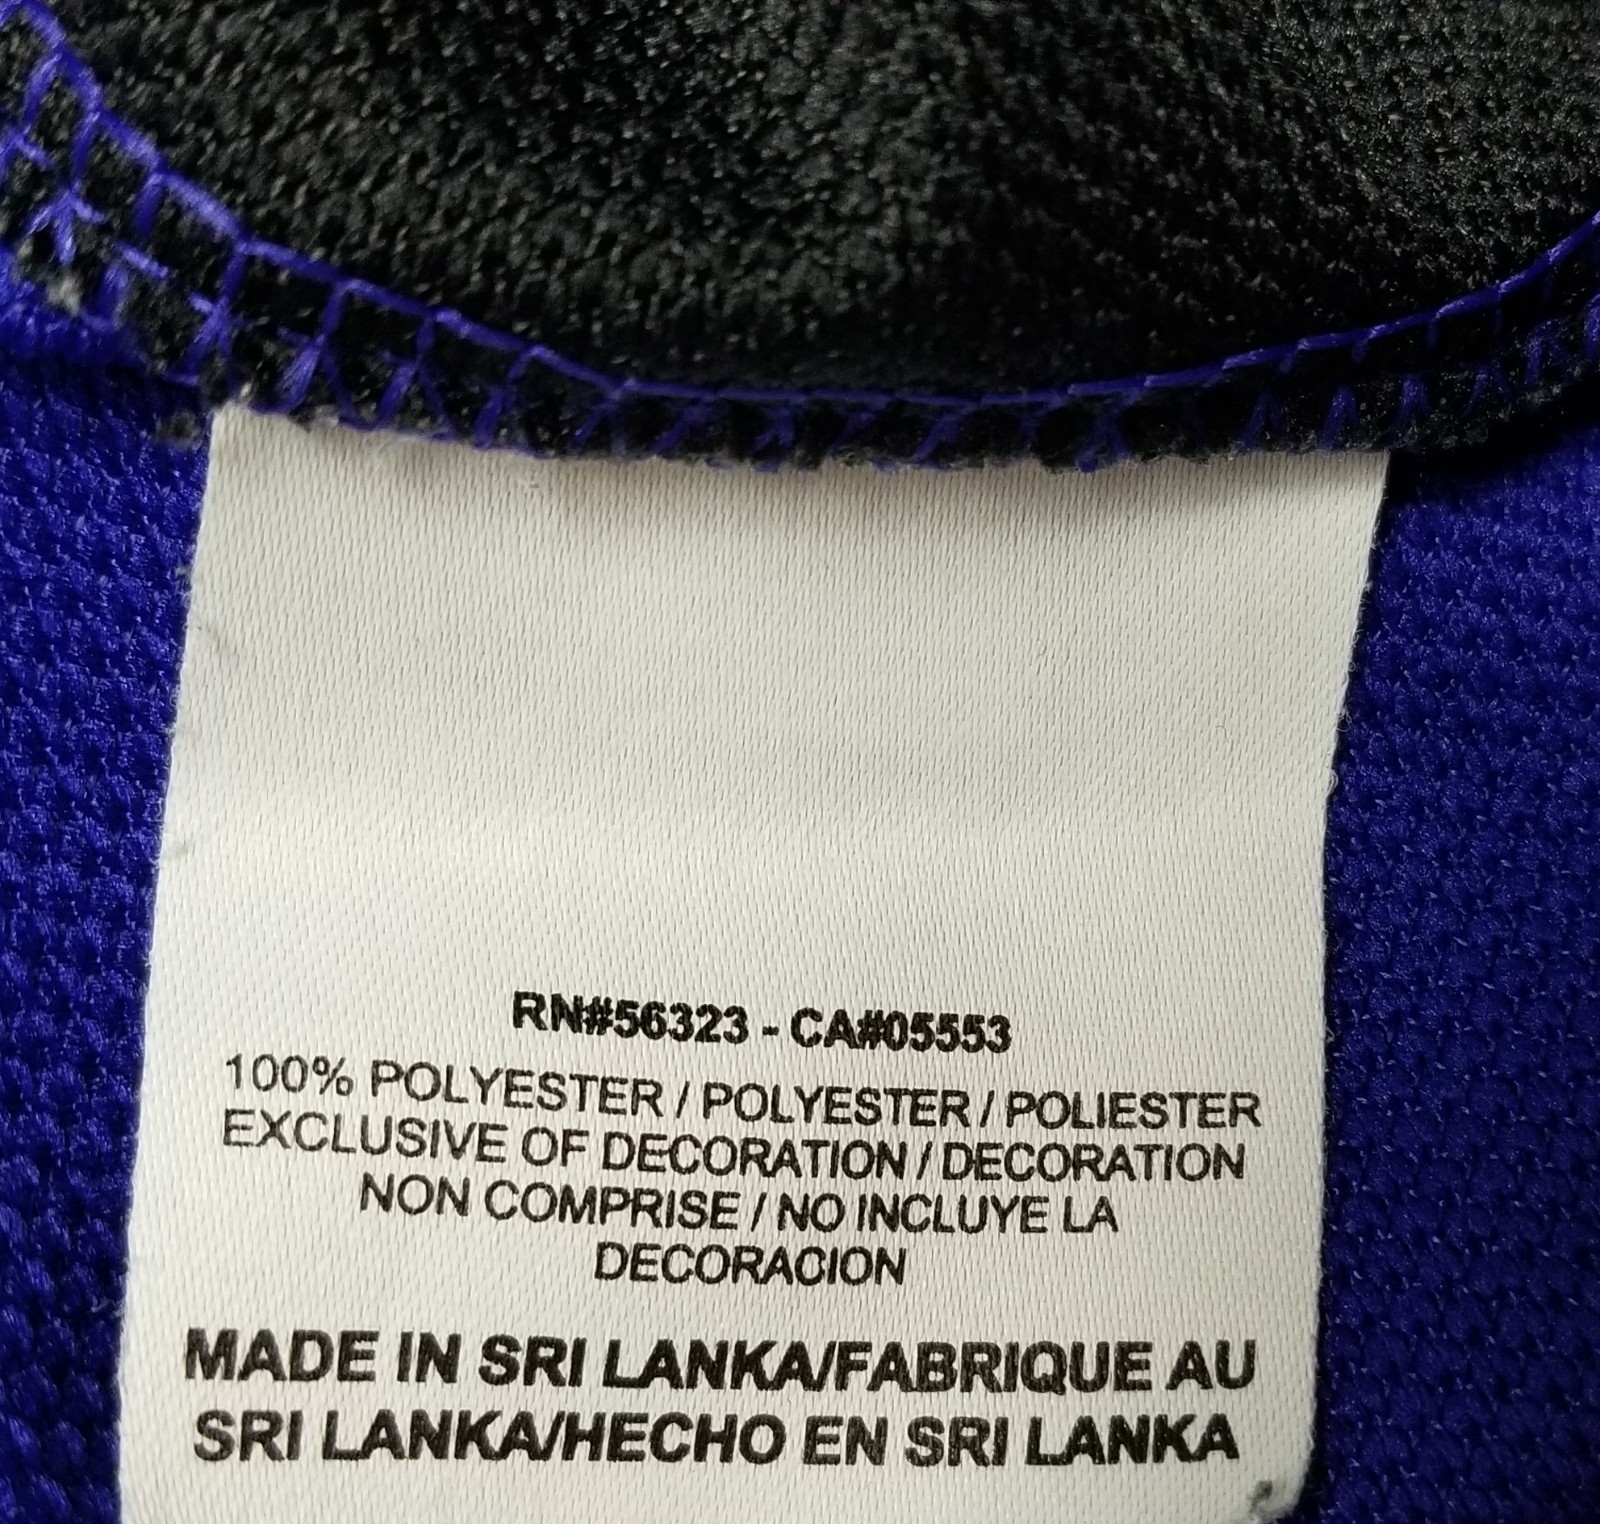 RN#56323 - CA#05553
100% POLYESTER / POLYESTER / POLIESTER
EXCLUSIVE OF DECORATION / DECORATION
NON COMPRISE / NO INCLUYE LA
DECORACION
MADE IN SRI LANKA/FABRIQUE AU
SRI LANKA/HECHO EN SRI LANKA